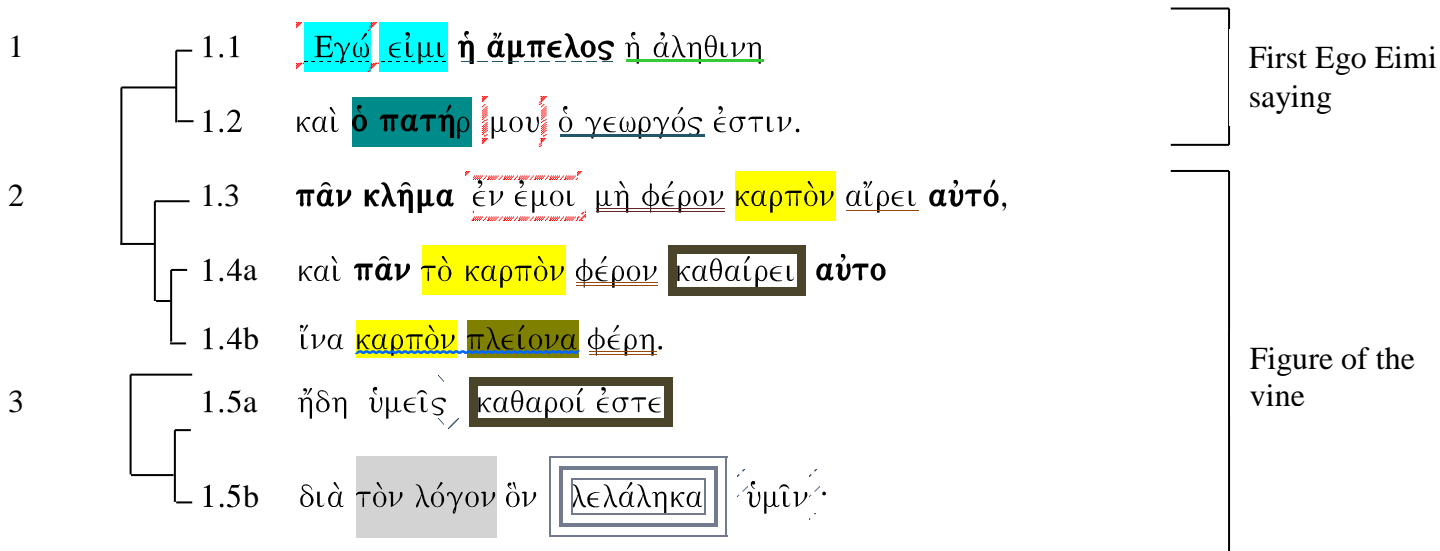 1 1.1 Εγώ εἰμι ἡ ἄμπελος ἡ ἀληθινη
First Ego Eimi
saying
1.2 καὶ ὁ πατήρ μου ὁ γεωργός ἐστιν.
2 1.3 πᾶν κλῆμα ἐν ἐμοι μὴ φέρον καρπὸν αἴρει αὐτό,
1.4a καὶ πᾶν τὸ καρπὸν φέρον καθαίρει αὐτο
1.4b ἵνα καρπὸν πλείονα φέρη.
Figure of the
vine
3 1.5a ἤδη ὑμεῖς καθαροί ἐστε
1.5b διὰ τὸν λόγον ὃν λελάληκα ὑμῖν·